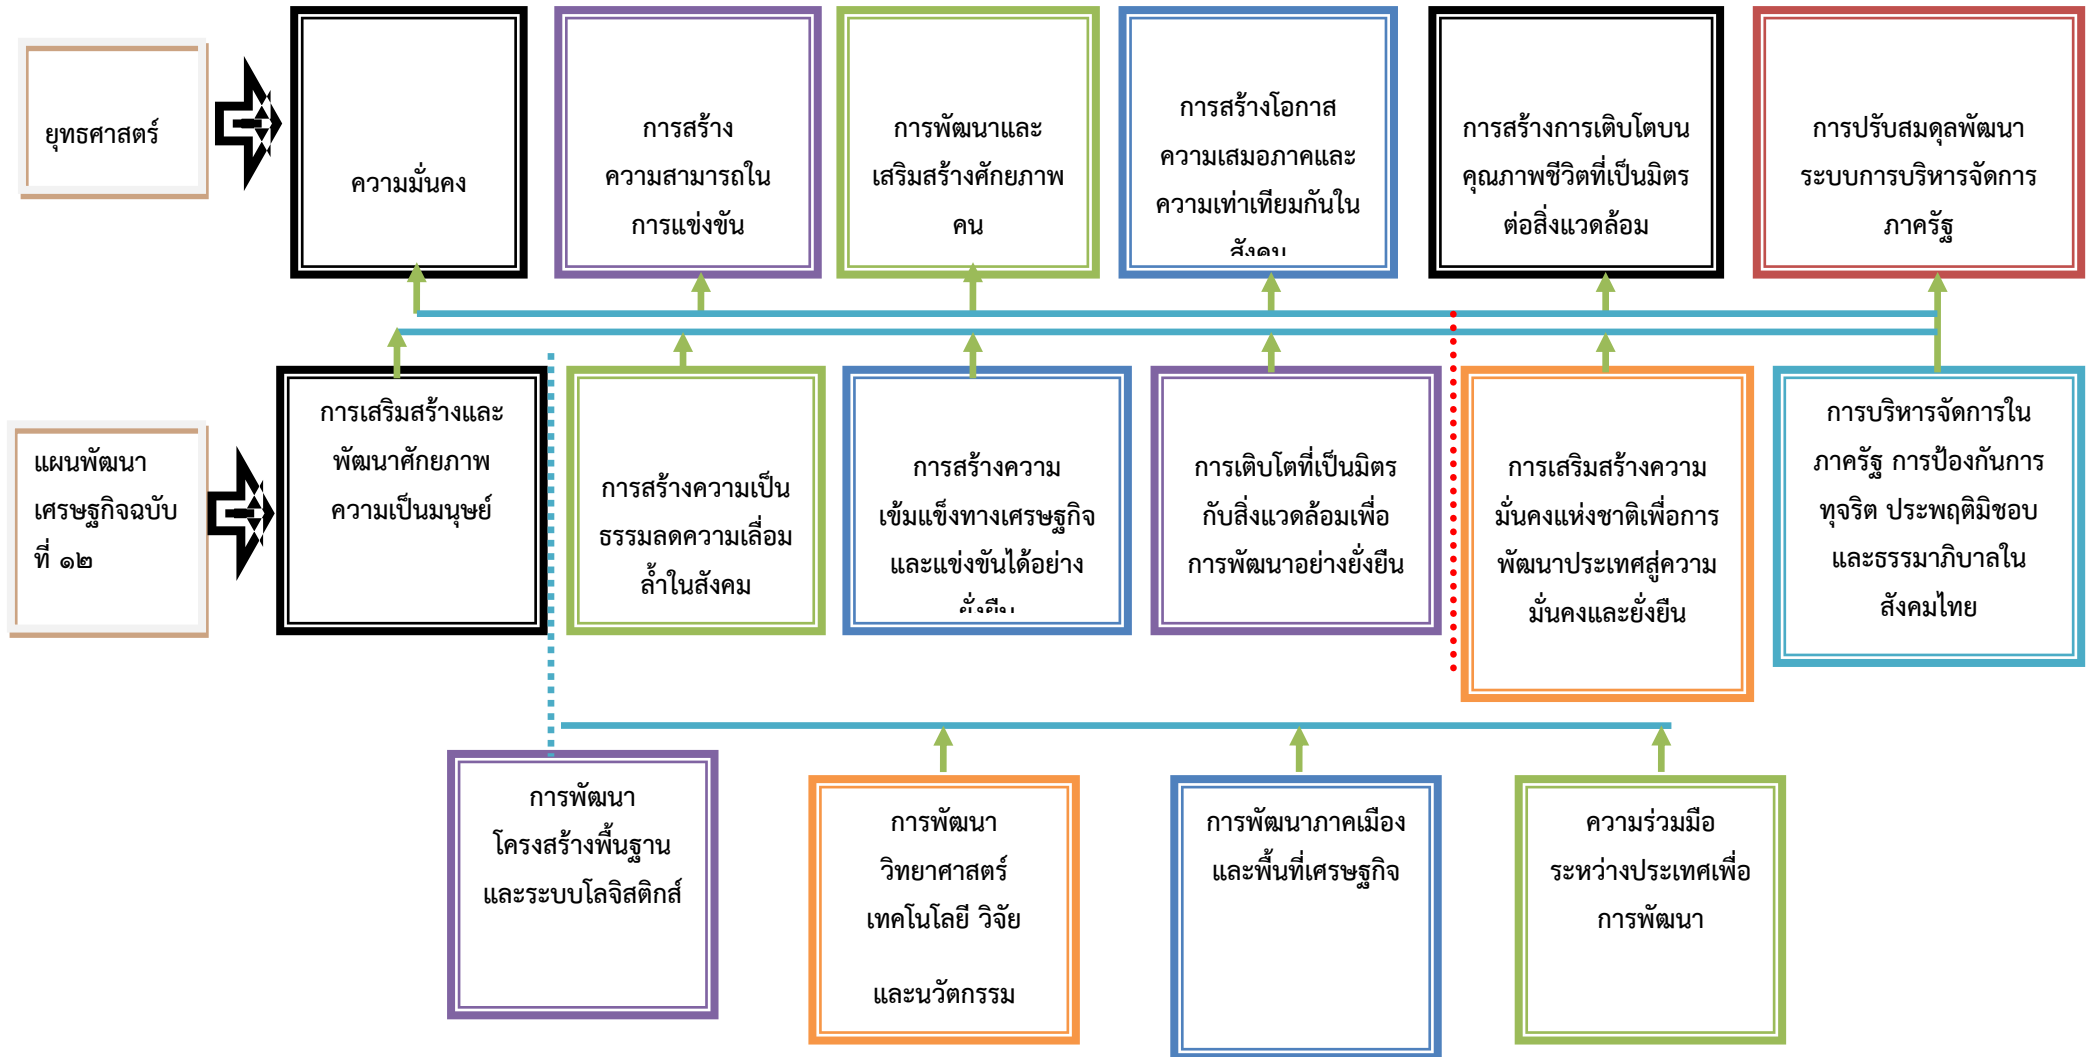 ยุทธศาสตร์
ความมั่นคง
การสร้าง
ความสามารถใน
การแข่งขัน
การพัฒนาและ
เสริมสร้างศักยภาพ
คน
การสร้างโอกาส
ความเสมอภาคและ
ความเท่าเทียมกันใน
สังคม
การสร้างการเติบโตบน
คุณภาพชีวิตที่เป็นมิตร
ต่อสิ่งแวดล้อม
การปรับสมดุลพัฒนา
ระบบการบริหารจัดการ
ภาครัฐ
แผนพัฒนา
เศรษฐกิจฉบับ
ที่ ๑๒
การเสริมสร้างและ
พัฒนาศักยภาพ
ความเป็นมนุษย์
การสร้างความเป็น
ธรรมลดความเลื่อม
ล้ำในสังคม
การสร้างความ
เข้มแข็งทางเศรษฐกิจ
และแข่งขันได้อย่าง
ยั่งยืน
การเติบโตที่เป็นมิตร
กับสิ่งแวดล้อมเพื่อ
การพัฒนาอย่างยั่งยืน
การเสริมสร้างความ
มั่นคงแห่งชาติเพื่อการ
พัฒนาประเทศสู่ความ
มั่นคงและยั่งยืน
การบริหารจัดการใน
ภาครัฐ การป้องกันการ
ทุจริต ประพฤติมิชอบ
และธรรมาภิบาลใน
สังคมไทย
การพัฒนา
โครงสร้างพื้นฐาน
และระบบโลจิสติกส์
การพัฒนา
วิทยาศาสตร์
เทคโนโลยี วิจัย
และนวัตกรรม
การพัฒนาภาคเมือง
และพื้นที่เศรษฐกิจ
ความร่วมมือ
ระหว่างประเทศเพื่อ
การพัฒนา